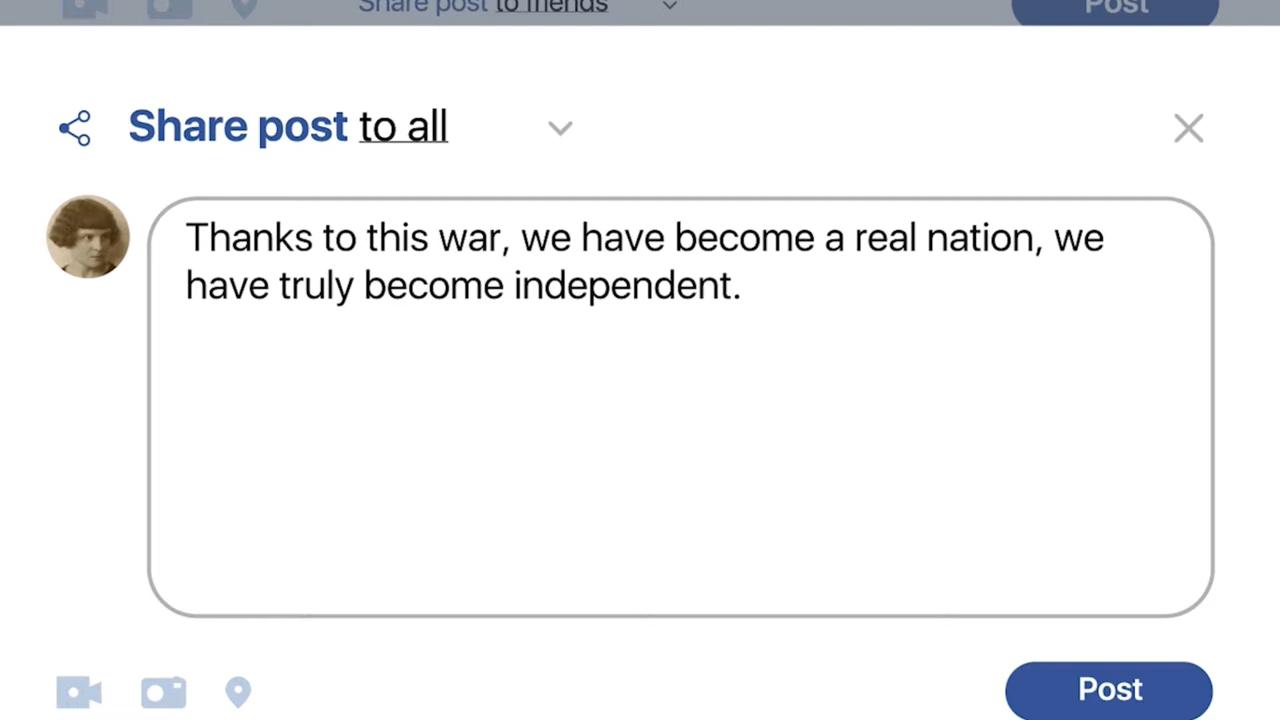 Share post to friends
Post
Share post to all
Thanks to this war, we have become a real nation, we
have truly become independent.
Post